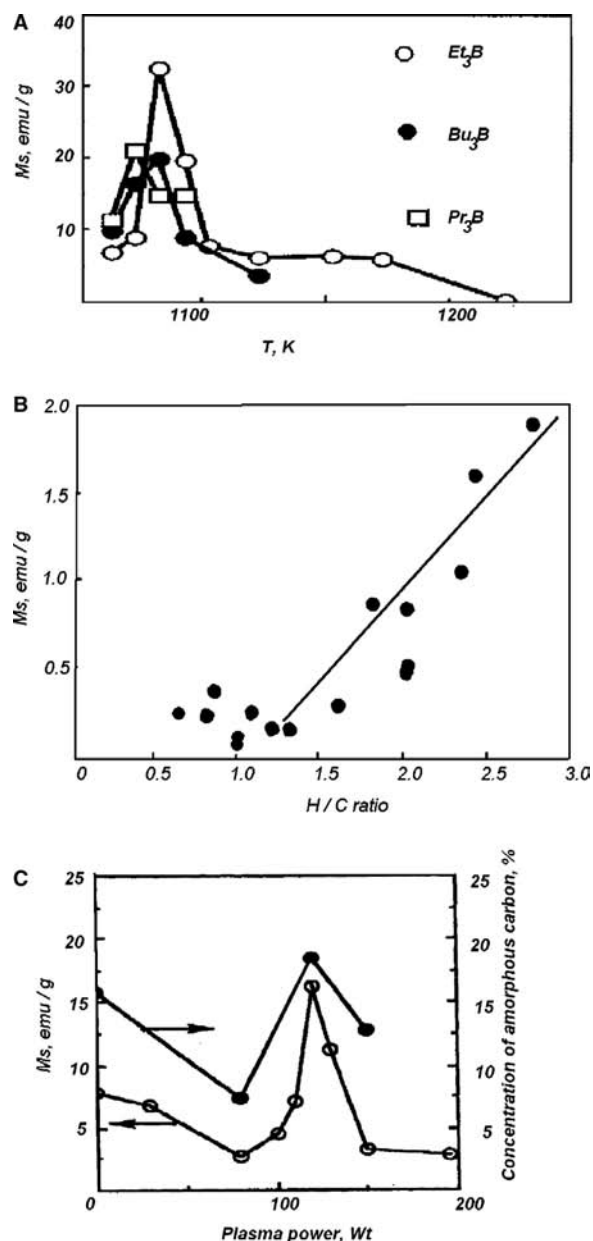 A
Ms, emu / g
40
30
20
10
Et3B
Bu3B
Pr3B
1100
1200
T, K
B
Ms, emu / g
2.0
1.5
1.0
0.5
0
0.5
1.0
1.5
2.0
2.5
3.0
H / C ratio
C
Ms, emu / g
25
20
15
10
5
25
20
15
10
5
Concentration of amorphous carbon, %
0
100
200
Plasma power, Wt